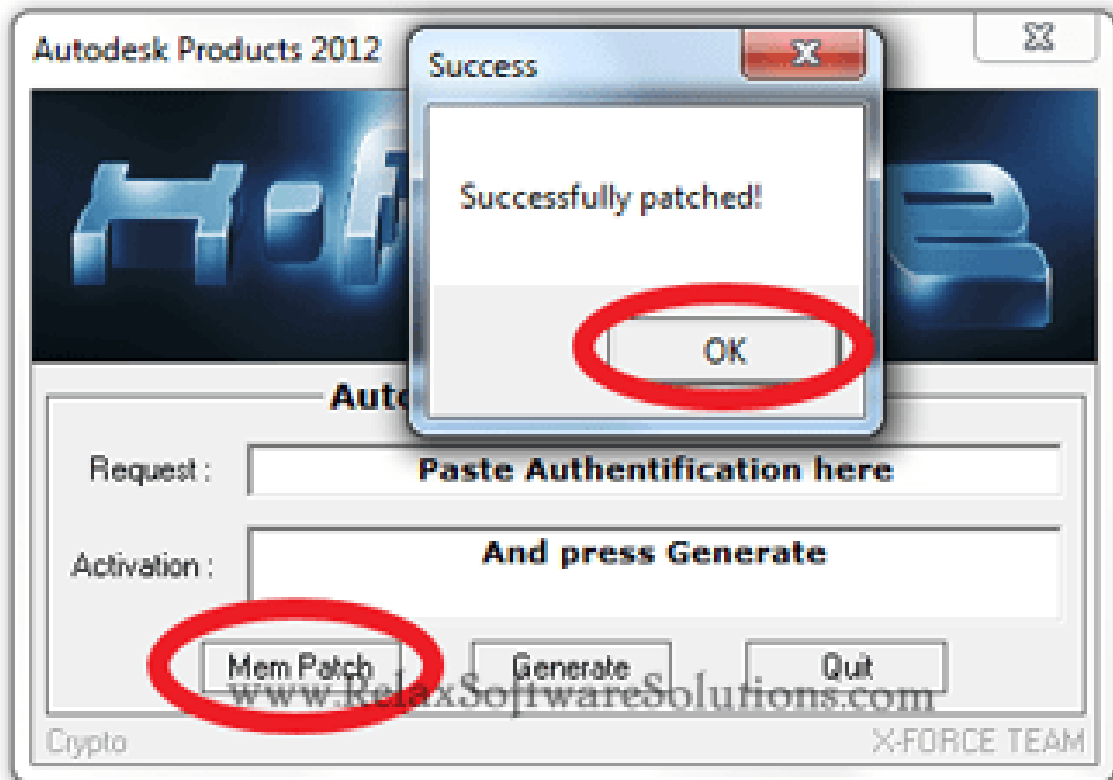 Autodesk Products 2012
Success
Successfully patched!
OK
Request :
Paste Authentification here
Activation :
And press Generate
Mem Patch
Generate
Quit
www.RelaxSoftwareSolutions.com
Crypto
X-FORCE TEAM